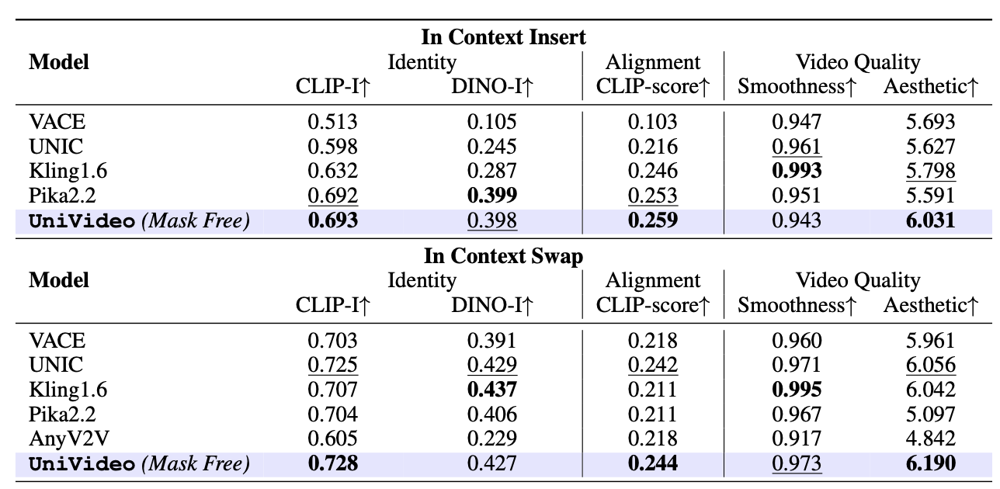 In Context Insert
Model Identity Alignment Video Quality
CLIP-I↑ DINO-I↑ CLIP-score↑ Smoothness↑ Aesthetic↑
VACE 0.513 0.105 0.103 0.947 5.693
UNIC 0.598 0.245 0.216 0.961 5.627
Kling1.6 0.632 0.287 0.246 0.993 5.798
Pika2.2 0.692 0.399 0.253 0.951 5.591
UniVideo (Mask Free) 0.693 0.398 0.259 0.943 6.031
In Context Swap
Model Identity Alignment Video Quality
CLIP-I↑ DINO-I↑ CLIP-score↑ Smoothness↑ Aesthetic↑
VACE 0.703 0.391 0.218 0.960 5.961
UNIC 0.725 0.429 0.242 0.971 6.056
Kling1.6 0.707 0.437 0.211 0.995 6.042
Pika2.2 0.704 0.406 0.211 0.967 5.097
AnyV2V 0.605 0.229 0.218 0.917 4.842
UniVideo (Mask Free) 0.728 0.427 0.244 0.973 6.190